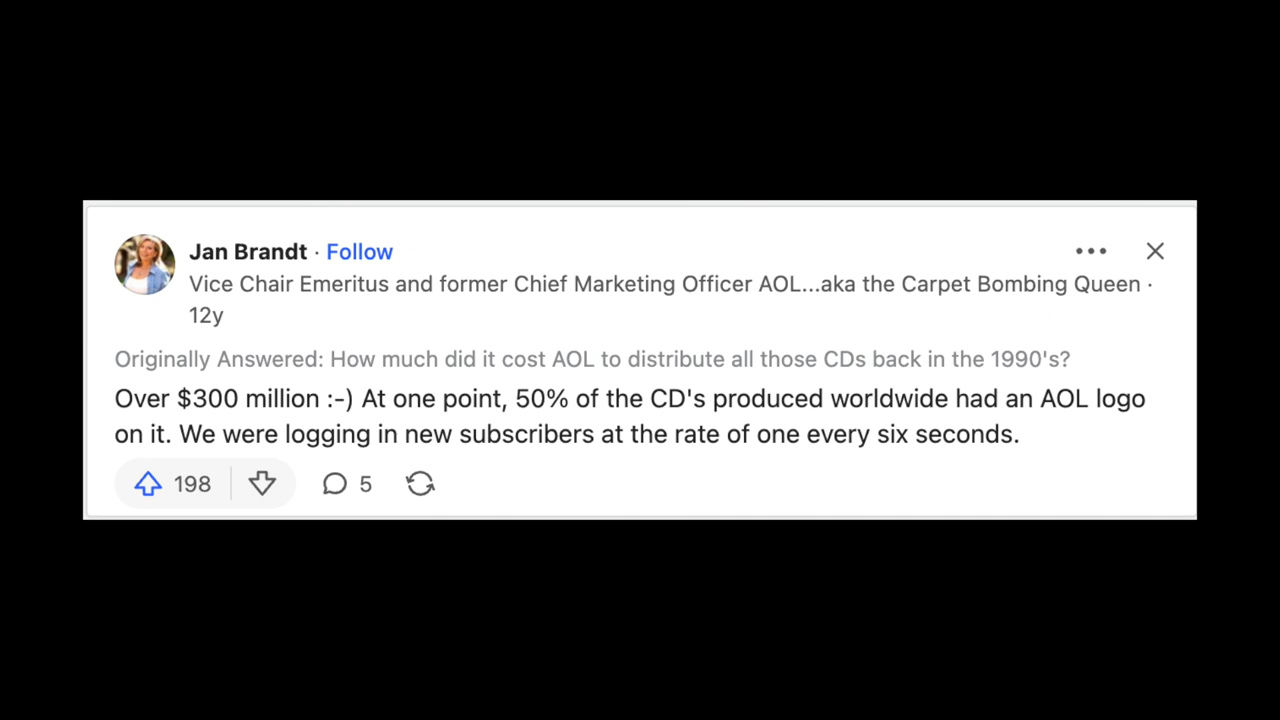 Jan Brandt · Follow
Vice Chair Emeritus and former Chief Marketing Officer AOL...aka the Carpet Bombing Queen ·
12y
Originally Answered: How much did it cost AOL to distribute all those CDs back in the 1990's?
Over $300 million :-) At one point, 50% of the CD's produced worldwide had an AOL logo
on it. We were logging in new subscribers at the rate of one every six seconds.
198 5